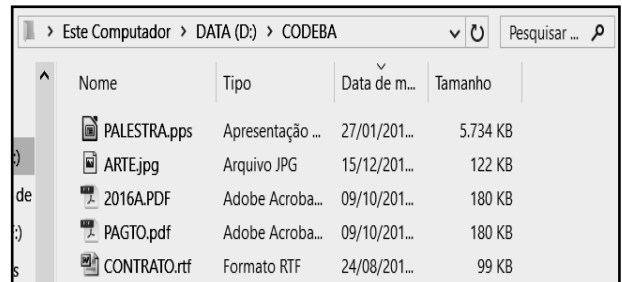 Este Computador > DATA (D:) > CODEBA Pesquisar ...
Nome Tipo Data de m... Tamanho
PALESTRA.pps Apresentação ... 27/01/201... 5.734 KB
:) ARTE.jpg Arquivo JPG 15/12/201... 122 KB
de 2016A.PDF Adobe Acroba... 09/10/201... 180 KB
:) PAGTO.pdf Adobe Acroba... 09/10/201... 180 KB
s CONTRATO.rtf Formato RTF 24/08/201... 99 KB